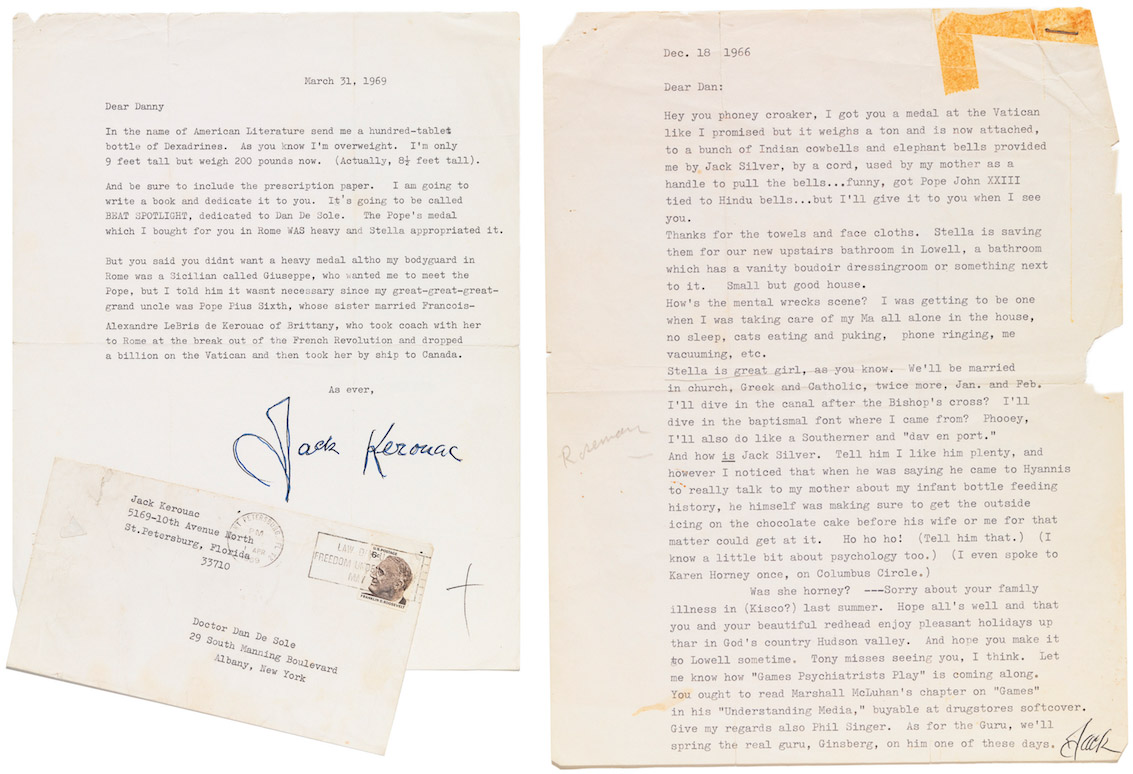 March 31, 1969
Dear Danny
In the name of American Literature send me a hundred-tablet
bottle of Dexadrines. As you know I'm overweight. I'm only
9 feet tall but weigh 200 pounds now. (Actually, 8½ feet tall).
And be sure to include the prescription paper. I am going to
write a book and dedicate it to you. It's going to be called
BEAT SPOTLIGHT, dedicated to Dan De Sole. The Pope's medal
which I bought for you in Rome WAS heavy and Stella appropriated it.
But you said you didnt want a heavy medal altho my bodyguard in
Rome was a Sicilian called Giuseppe, who wanted me to meet the
Pope, but I told him it wasnt necessary since my great-great-great-
grand uncle was Pope Pius Sixth, whose sister married Francois-
Alexandre LeBris de Kerouac of Brittany, who took coach with her
to Rome at the break out of the French Revolution and dropped
a billion on the Vatican and then took her by ship to Canada.
As ever,
Jack Kerouac
Jack Kerouac
5169-10th Avenue North
St.Petersburg, Florida
33710
ST PETERSBURG
PM
1 APR
LAW
FREEDOM
U.S. POSTAGE
6c
FRANKLIN D. ROOSEVELT
Doctor Dan De Sole
29 South Manning Boulevard
Albany, New York
Dec. 18 1966
Dear Dan:
Hey you phoney croaker, I got you a medal at the Vatican
like I promised but it weighs a ton and is now attached,
to a bunch of Indian cowbells and elephant bells provided
me by Jack Silver, by a cord, used by my mother as a
handle to pull the bells...funny, got Pope John XXIII
tied to Hindu bells...but I'll give it to you when I see
you.
Thanks for the towels and face cloths. Stella is saving
them for our new upstairs bathroom in Lowell, a bathroom
which has a vanity boudoir dressingroom or something next
to it. Small but good house.
How's the mental wrecks scene? I was getting to be one
when I was taking care of my Ma all alone in the house,
no sleep, cats eating and puking, phone ringing, me
vacuuming, etc.
Stella is great girl, as you know. We'll be married
in church, Greek and Catholic, twice more, Jan. and Feb.
I'll dive in the canal after the Bishop's cross? I'll
dive in the baptismal font where I came from? Phooey,
I'll also do like a Southerner and "dav en port."
And how is Jack Silver. Tell him I like him plenty, and
however I noticed that when he was saying he came to Hyannis
to really talk to my mother about my infant bottle feeding
history, he himself was making sure to get the outside
icing on the chocolate cake before his wife or me for that
matter could get at it. Ho ho ho! (Tell him that.) (I
know a little bit about psychology too.) (I even spoke to
Karen Horney once, on Columbus Circle.)
Was she horney? ---Sorry about your family
illness in (Kisco?) last summer. Hope all's well and that
you and your beautiful redhead enjoy pleasant holidays up
thar in God's country Hudson valley. And hope you make it
to Lowell sometime. Tony misses seeing you, I think. Let
me know how "Games Psychiatrists Play" is coming along.
You ought to read Marshall McLuhan's chapter on "Games"
in his "Understanding Media," buyable at drugstores softcover.
Give my regards also Phil Singer. As for the Guru, we'll
spring the real guru, Ginsberg, on him one of these days.
Jack